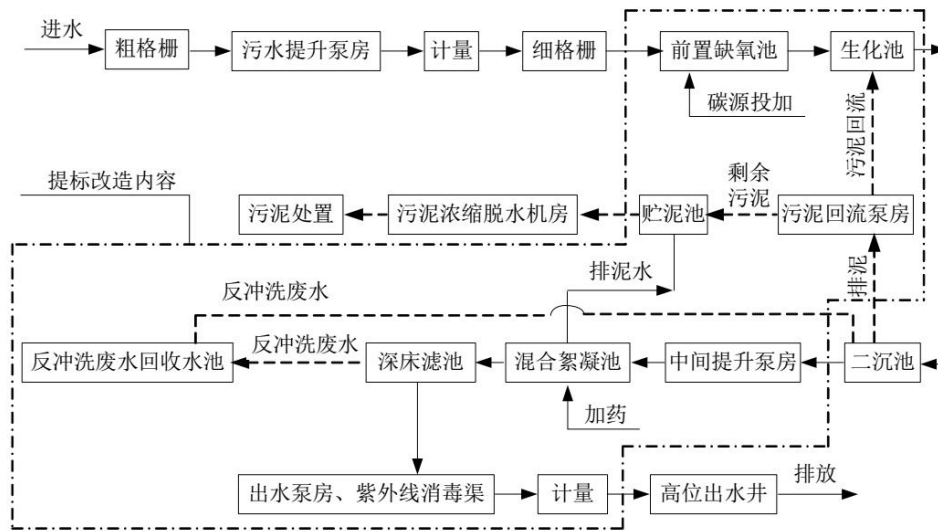 进水
粗格栅
污水提升泵房
计量
细格栅
前置缺氧池
生化池
碳源投加
污泥回流
提标改造内容
污泥处置
污泥浓缩脱水机房
贮泥池
剩余
污泥
污泥回流泵房
排泥水
排泥
反冲洗废水
反冲洗废水回收水池
反冲洗废水
深床滤池
混合絮凝池
中间提升泵房
二沉池
加药
出水泵房、紫外线消毒渠
计量
高位出水井
排放